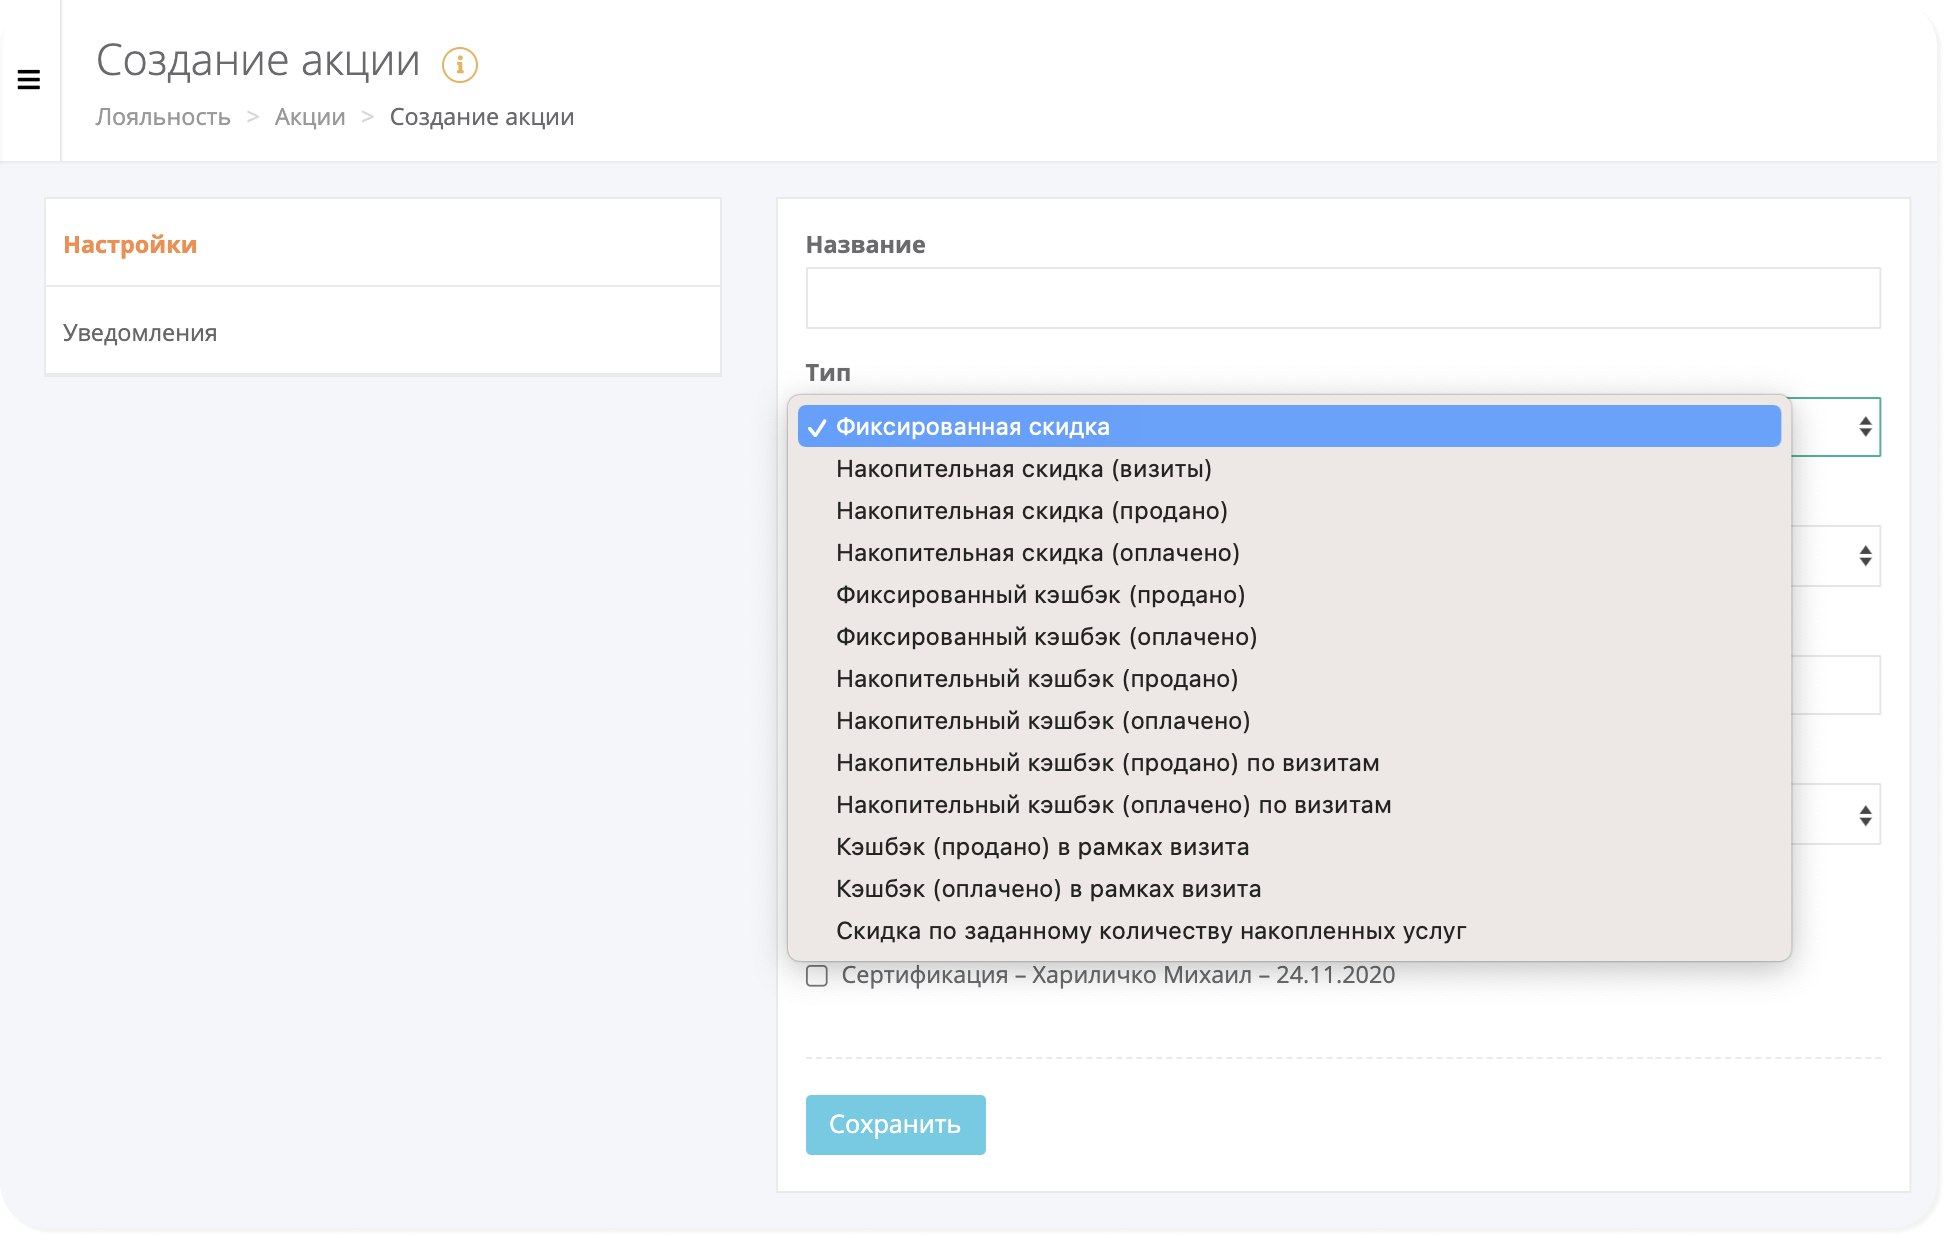 Создание акции
Лояльность > Акции > Создание акции
Настройки
Уведомления
Название
Тип
✓ Фиксированная скидка
Накопительная скидка (визиты)
Накопительная скидка (продано)
Накопительная скидка (оплачено)
Фиксированный кэшбэк (продано)
Фиксированный кэшбэк (оплачено)
Накопительный кэшбэк (продано)
Накопительный кэшбэк (оплачено)
Накопительный кэшбэк (продано) по визитам
Накопительный кэшбэк (оплачено) по визитам
Кэшбэк (продано) в рамках визита
Кэшбэк (оплачено) в рамках визита
Скидка по заданному количеству накопленных услуг
Сертификация – Хариличко Михаил – 24.11.2020
Сохранить